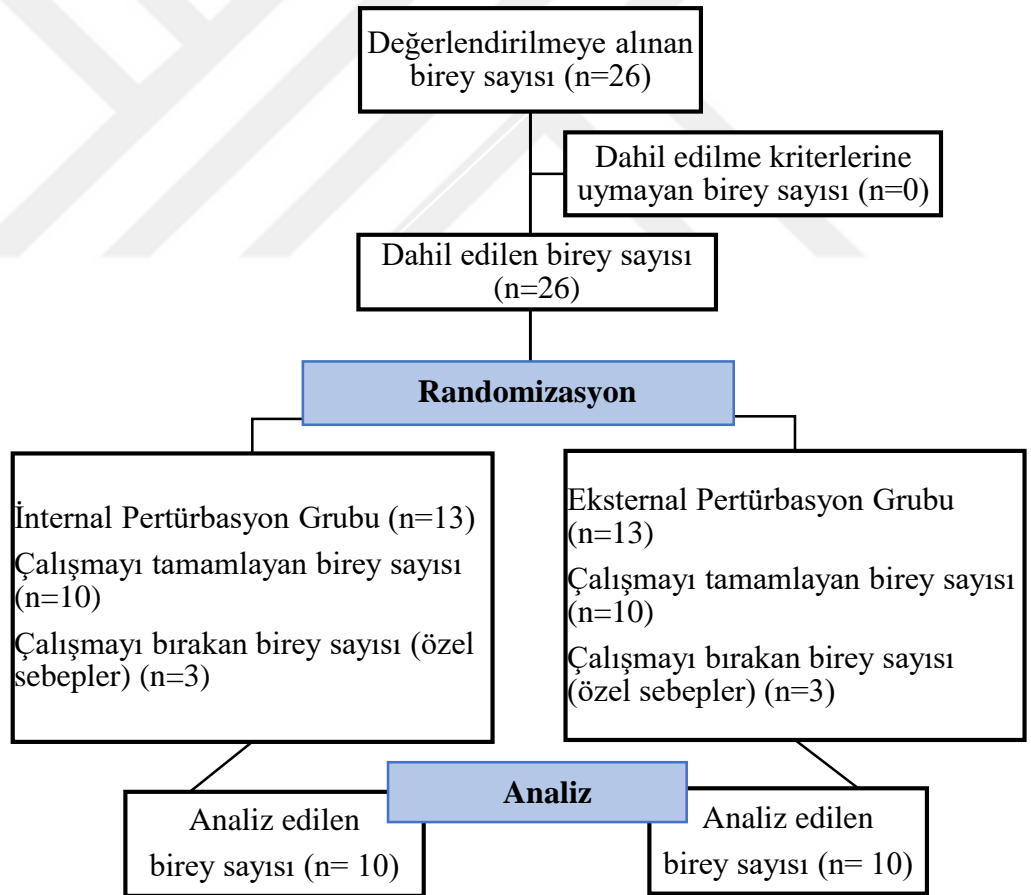 Değerlendirilmeye alınan
birey sayısı (n=26)
Dahil edilme kriterlerine
uymayan birey sayısı (n=0)
Dahil edilen birey sayısı
(n=26)
Randomizasyon
İnternal Pertürbasyon Grubu (n=13)
Çalışmayı tamamlayan birey sayısı
(n=10)
Çalışmayı bırakan birey sayısı (özel
sebepler) (n=3)
Eksternal Pertürbasyon Grubu
(n=13)
Çalışmayı tamamlayan birey sayısı
(n=10)
Çalışmayı bırakan birey sayısı
(özel sebepler) (n=3)
Analiz
Analiz edilen
birey sayısı (n= 10)
Analiz edilen
birey sayısı (n= 10)